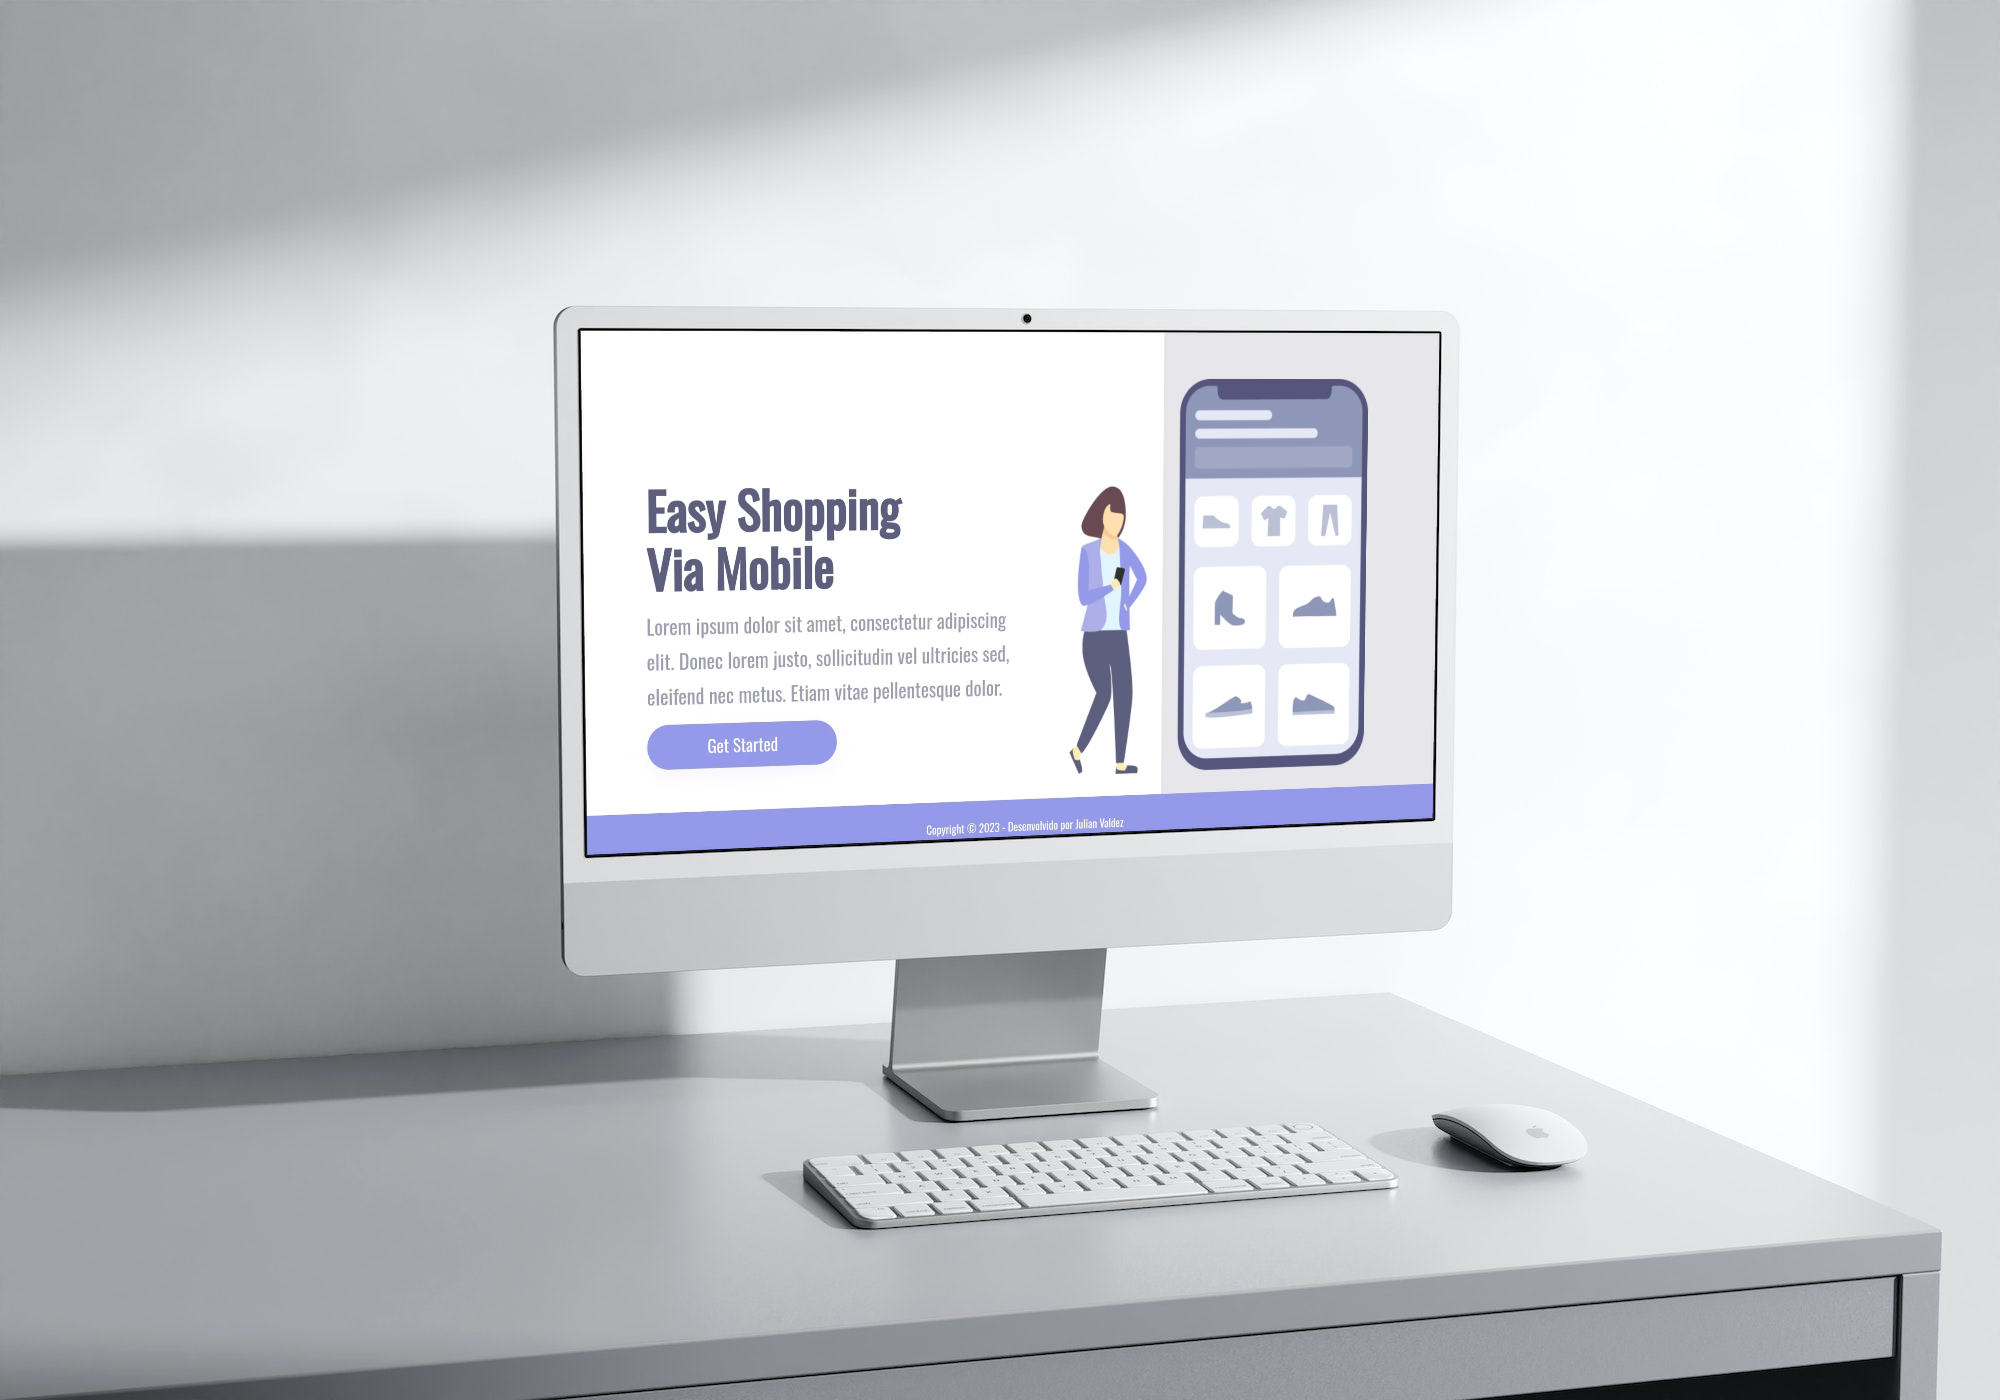 Easy Shopping
Via Mobile
Lorem ipsum dolor sit amet, consectetur adipiscing
elit. Donec lorem justo, sollicitudin vel ultricies sed,
eleifend nec metus. Etiam vitae pellentesque dolor.
Get Started
Copyright © 2023 - Desenvolvido por Julian Valdez